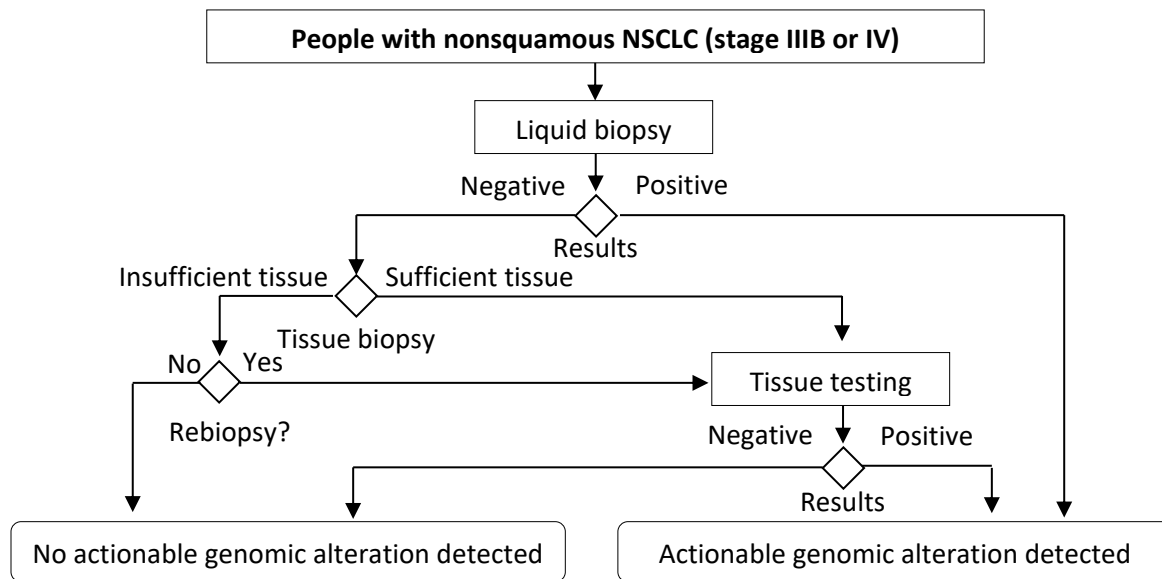 People with nonsquamous NSCLC (stage IIIB or IV)
Liquid biopsy
Negative Positive
Results
Insufficient tissue Sufficient tissue
Tissue biopsy
No Yes
Rebiopsy?
Tissue testing
Negative Positive
Results
No actionable genomic alteration detected
Actionable genomic alteration detected